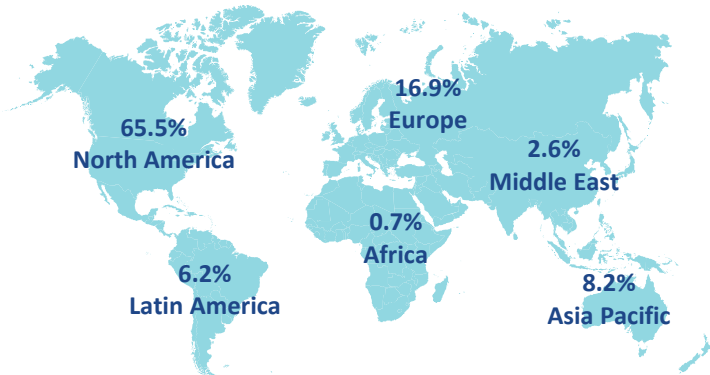 16.9%
Europe
65.5%
North America
2.6%
Middle East
0.7%
Africa
6.2%
Latin America
8.2%
Asia Pacific